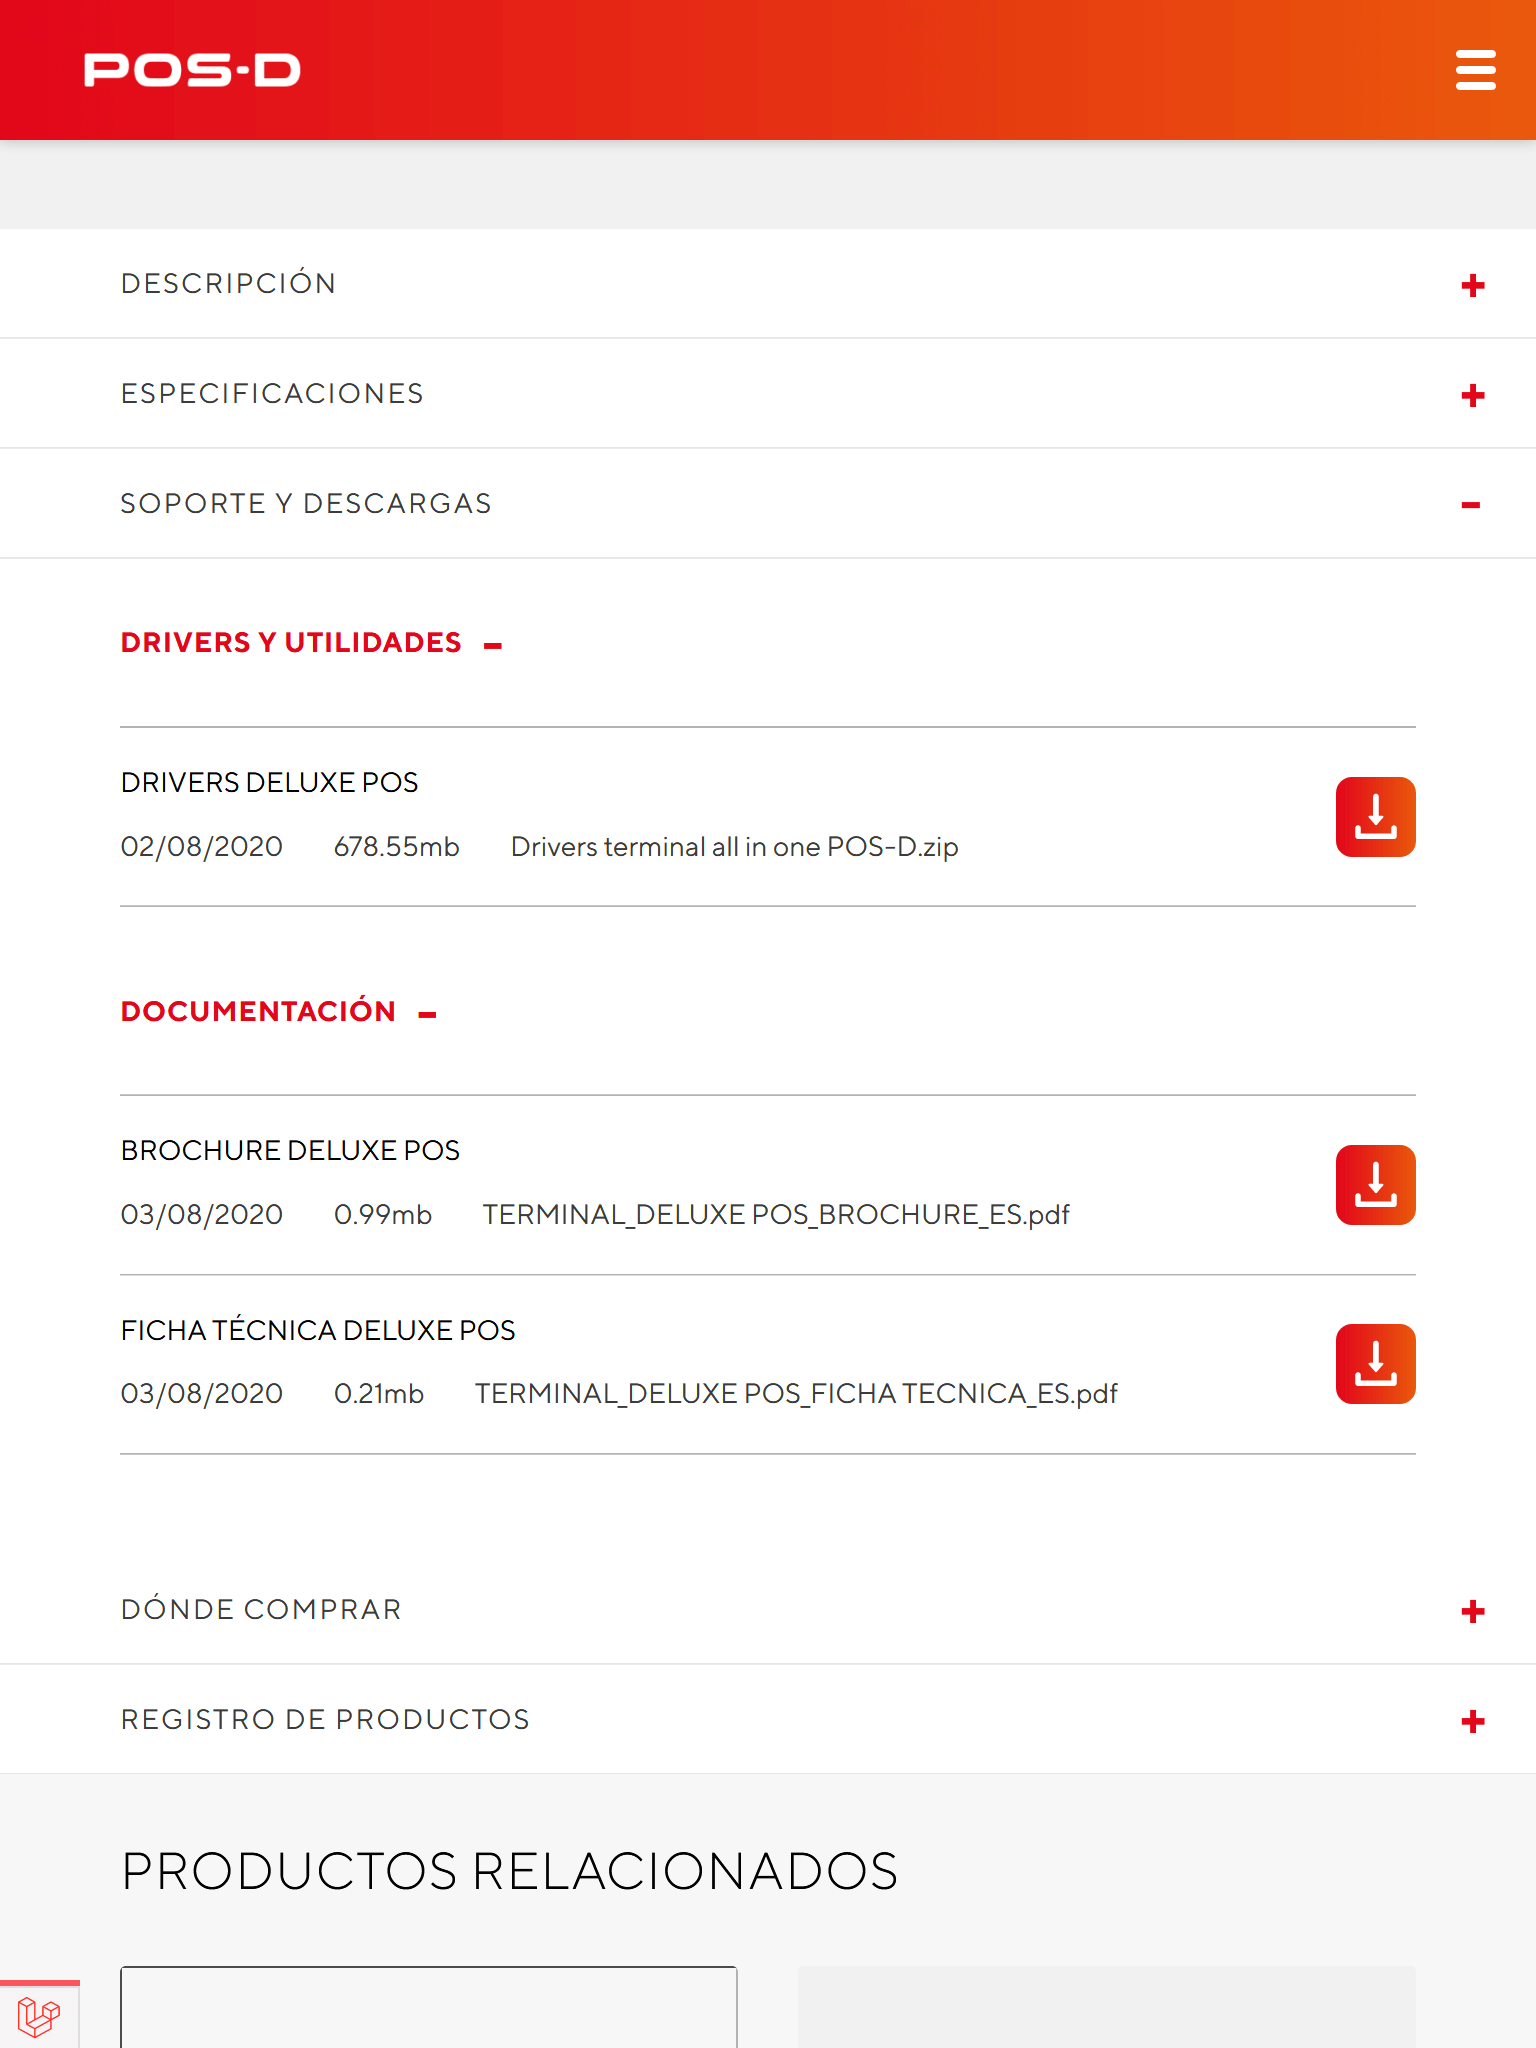 POS-D
DESCRIPCIÓN
ESPECIFICACIONES
SOPORTE Y DESCARGAS
DRIVERS Y UTILIDADES
DRIVERS DELUXE POS
02/08/2020 678.55mb Drivers terminal all in one POS-D.zip
DOCUMENTACIÓN
BROCHURE DELUXE POS
03/08/2020 0.99mb TERMINAL_DELUXE POS_BROCHURE_ES.pdf
FICHA TÉCNICA DELUXE POS
03/08/2020 0.21mb TERMINAL_DELUXE POS_FICHA TECNICA_ES.pdf
DÓNDE COMPRAR
REGISTRO DE PRODUCTOS
PRODUCTOS RELACIONADOS